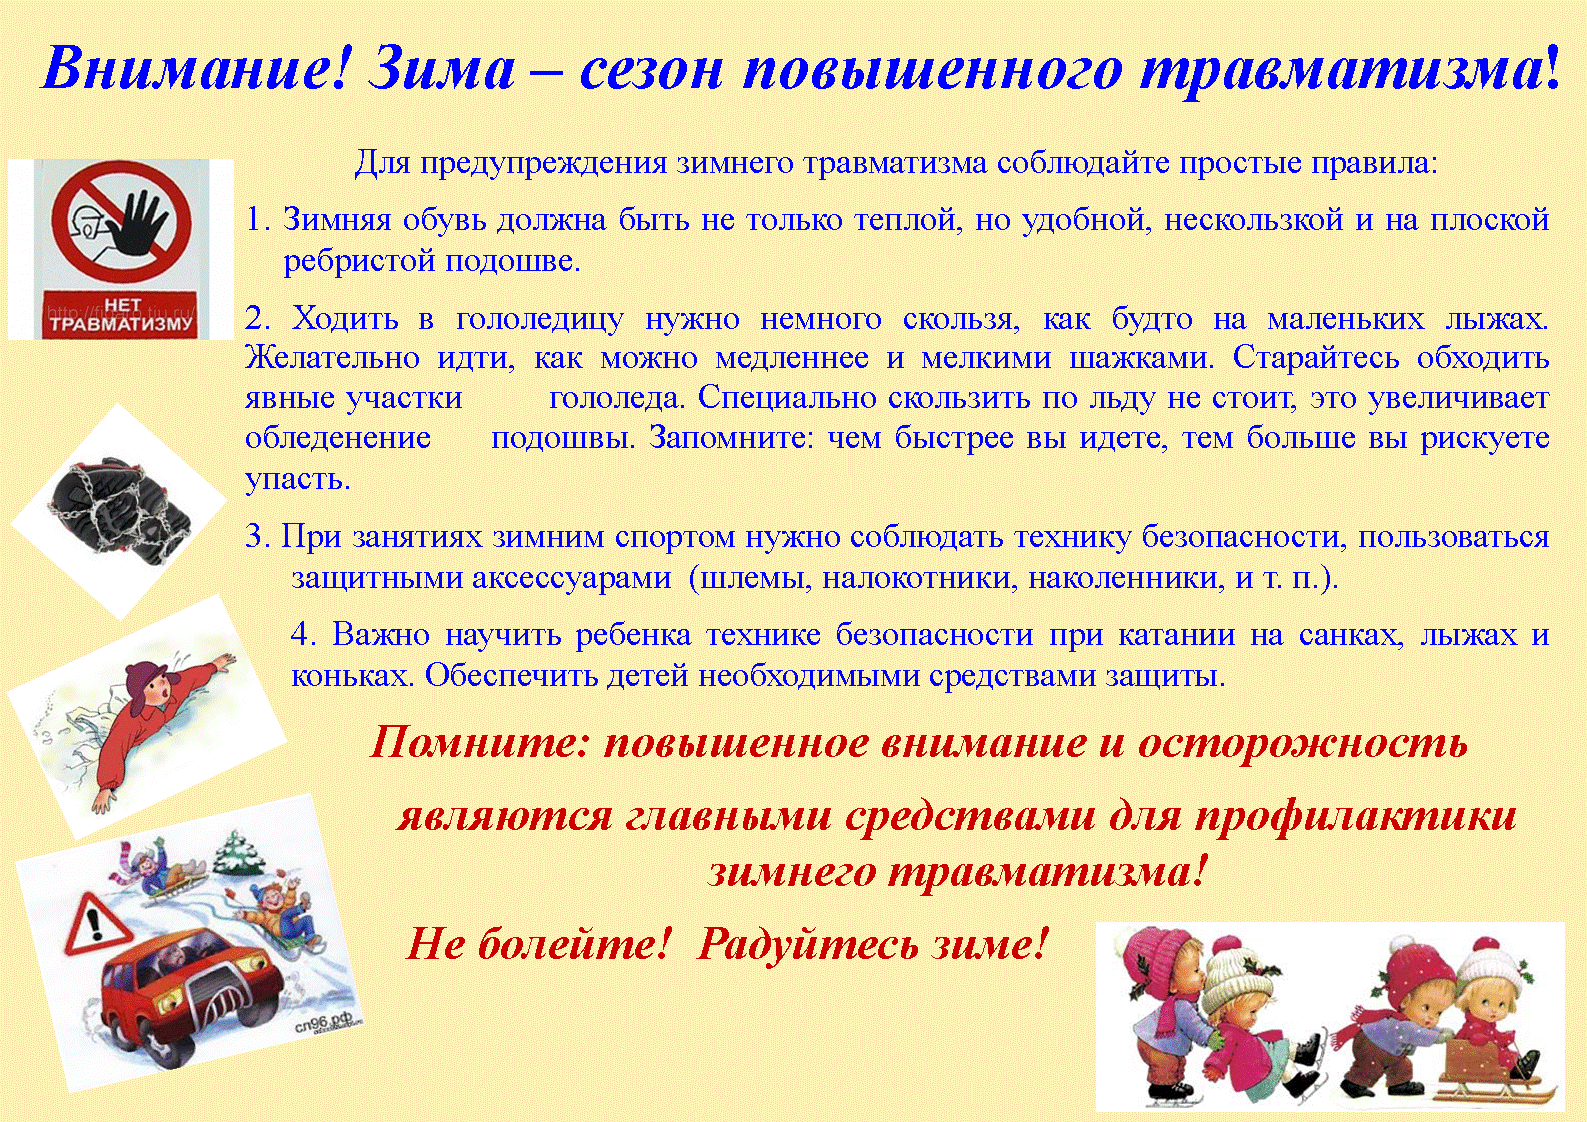 Внимание! Зима – сезон повышенного травматизма!
Для предупреждения зимнего травматизма соблюдайте простые правила:
1. Зимняя обувь должна быть не только теплой, но удобной, нескользкой и на плоской
ребристой подошве.
НЕТ
ТРАВМАТИЗМУ
2. Ходить в гололедицу нужно немного скользя, как будто на маленьких лыжах.
Желательно идти, как можно медленнее и мелкими шажками. Старайтесь обходить
явные участки гололеда. Специально скользить по льду не стоит, это увеличивает
обледенение подошвы. Запомните: чем быстрее вы идете, тем больше вы рискуете
упасть.
3. При занятиях зимним спортом нужно соблюдать технику безопасности, пользоваться
защитными аксессуарами (шлемы, налокотники, наколенники, и т. п.).
4. Важно научить ребенка технике безопасности при катании на санках, лыжах и
коньках. Обеспечить детей необходимыми средствами защиты.
Помните: повышенное внимание и осторожность
являются главными средствами для профилактики
зимнего травматизма!
Не болейте! Радуйтесь зиме!
сп96.рф